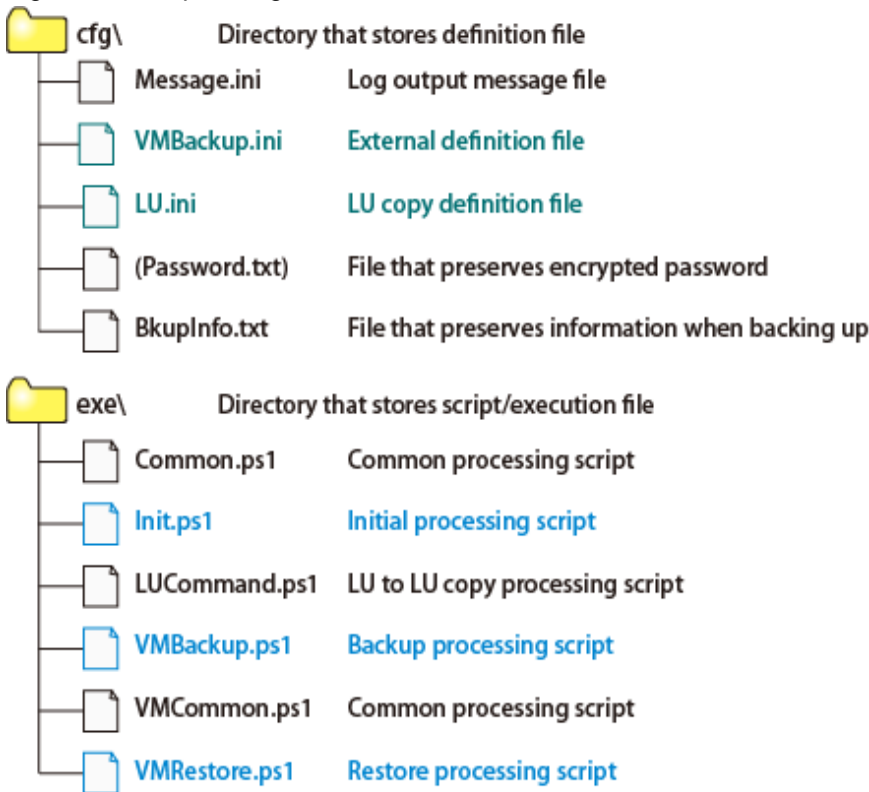 cfg\ Directory that stores definition file
Message.ini Log output message file
VMBackup.ini External definition file
LU.ini LU copy definition file
(Password.txt) File that preserves encrypted password
BkupInfo.txt File that preserves information when backing up
exe\ Directory that stores script/execution file
Common.ps1 Common processing script
Init.ps1 Initial processing script
LUCommand.ps1 LU to LU copy processing script
VMBackup.ps1 Backup processing script
VMCommon.ps1 Common processing script
VMRestore.ps1 Restore processing script